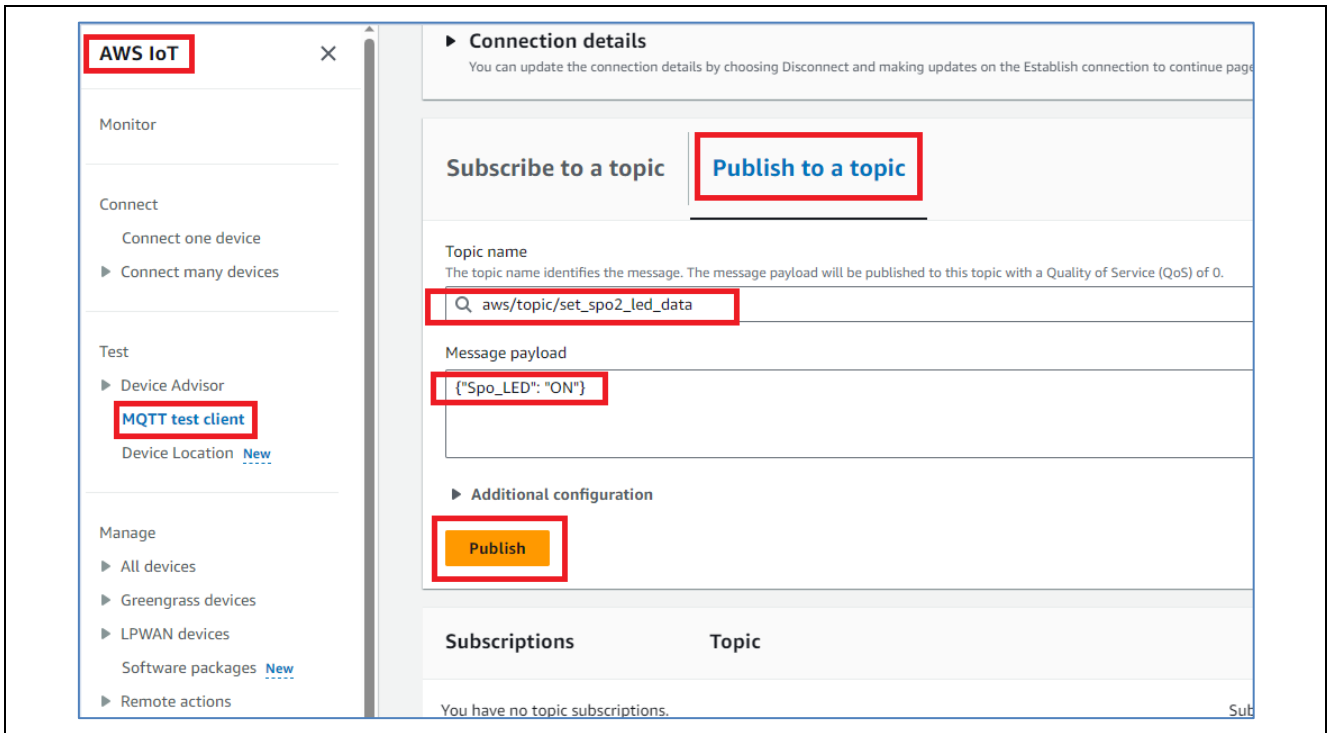 AWS IoT
Monitor
Connect
Connect one device
Connect many devices
Test
Device Advisor
MQTT test client
Device Location New
Manage
All devices
Greengrass devices
LPWAN devices
Software packages New
Remote actions
Connection details
You can update the connection details by choosing Disconnect and making updates on the Establish connection to continue page
Subscribe to a topic
Publish to a topic
Topic name
The topic name identifies the message. The message payload will be published to this topic with a Quality of Service (QoS) of 0.
aws/topic/set_spo2_led_data
Message payload
{"Spo_LED": "ON"}
Additional configuration
Publish
Subscriptions Topic
You have no topic subscriptions. Sub